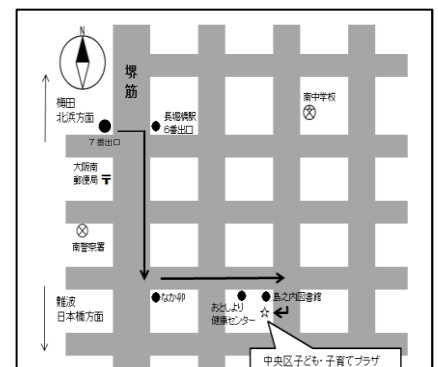 堺
筋
梅田
北浜方面
長堀橋駅
6番出口
南中学校
7番出口
大阪南
郵便局 〒
南警察署
なか卯
おとしより
健康センター
島之内図書館
難波
日本橋方面
中央区子ども・子育てプラザ